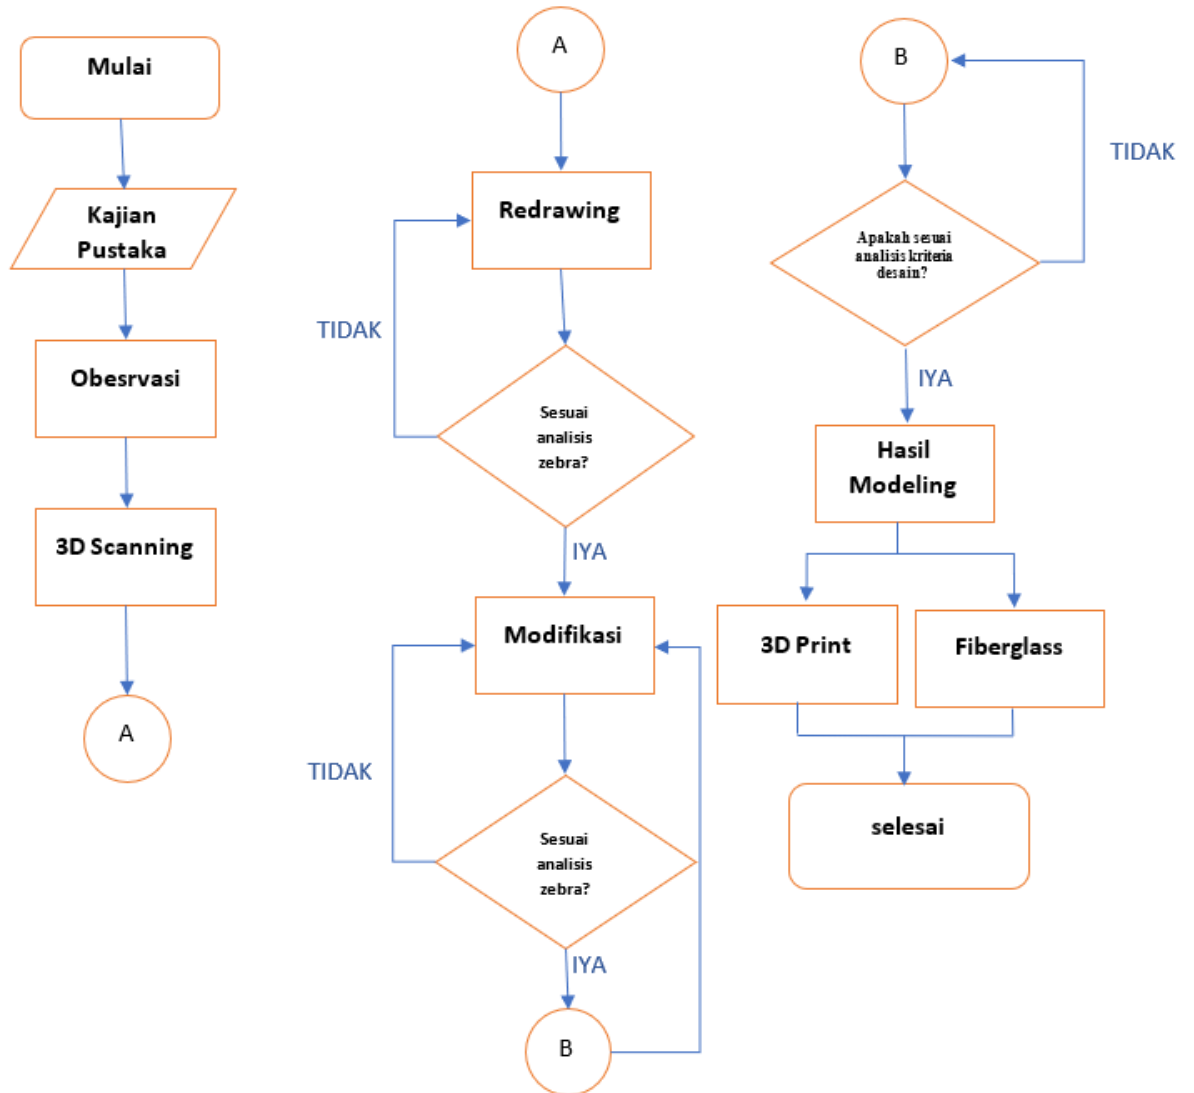 Mulai
Kajian
Pustaka
Obesrvasi
3D Scanning
A
A
Redrawing
TIDAK
Sesuai
analisis
zebra?
IYA
Modifikasi
TIDAK
Sesuai
analisis
zebra?
IYA
B
B
TIDAK
Apakah sesuai
analisis kriteria
desain?
IYA
Hasil
Modeling
3D Print
Fiberglass
selesai